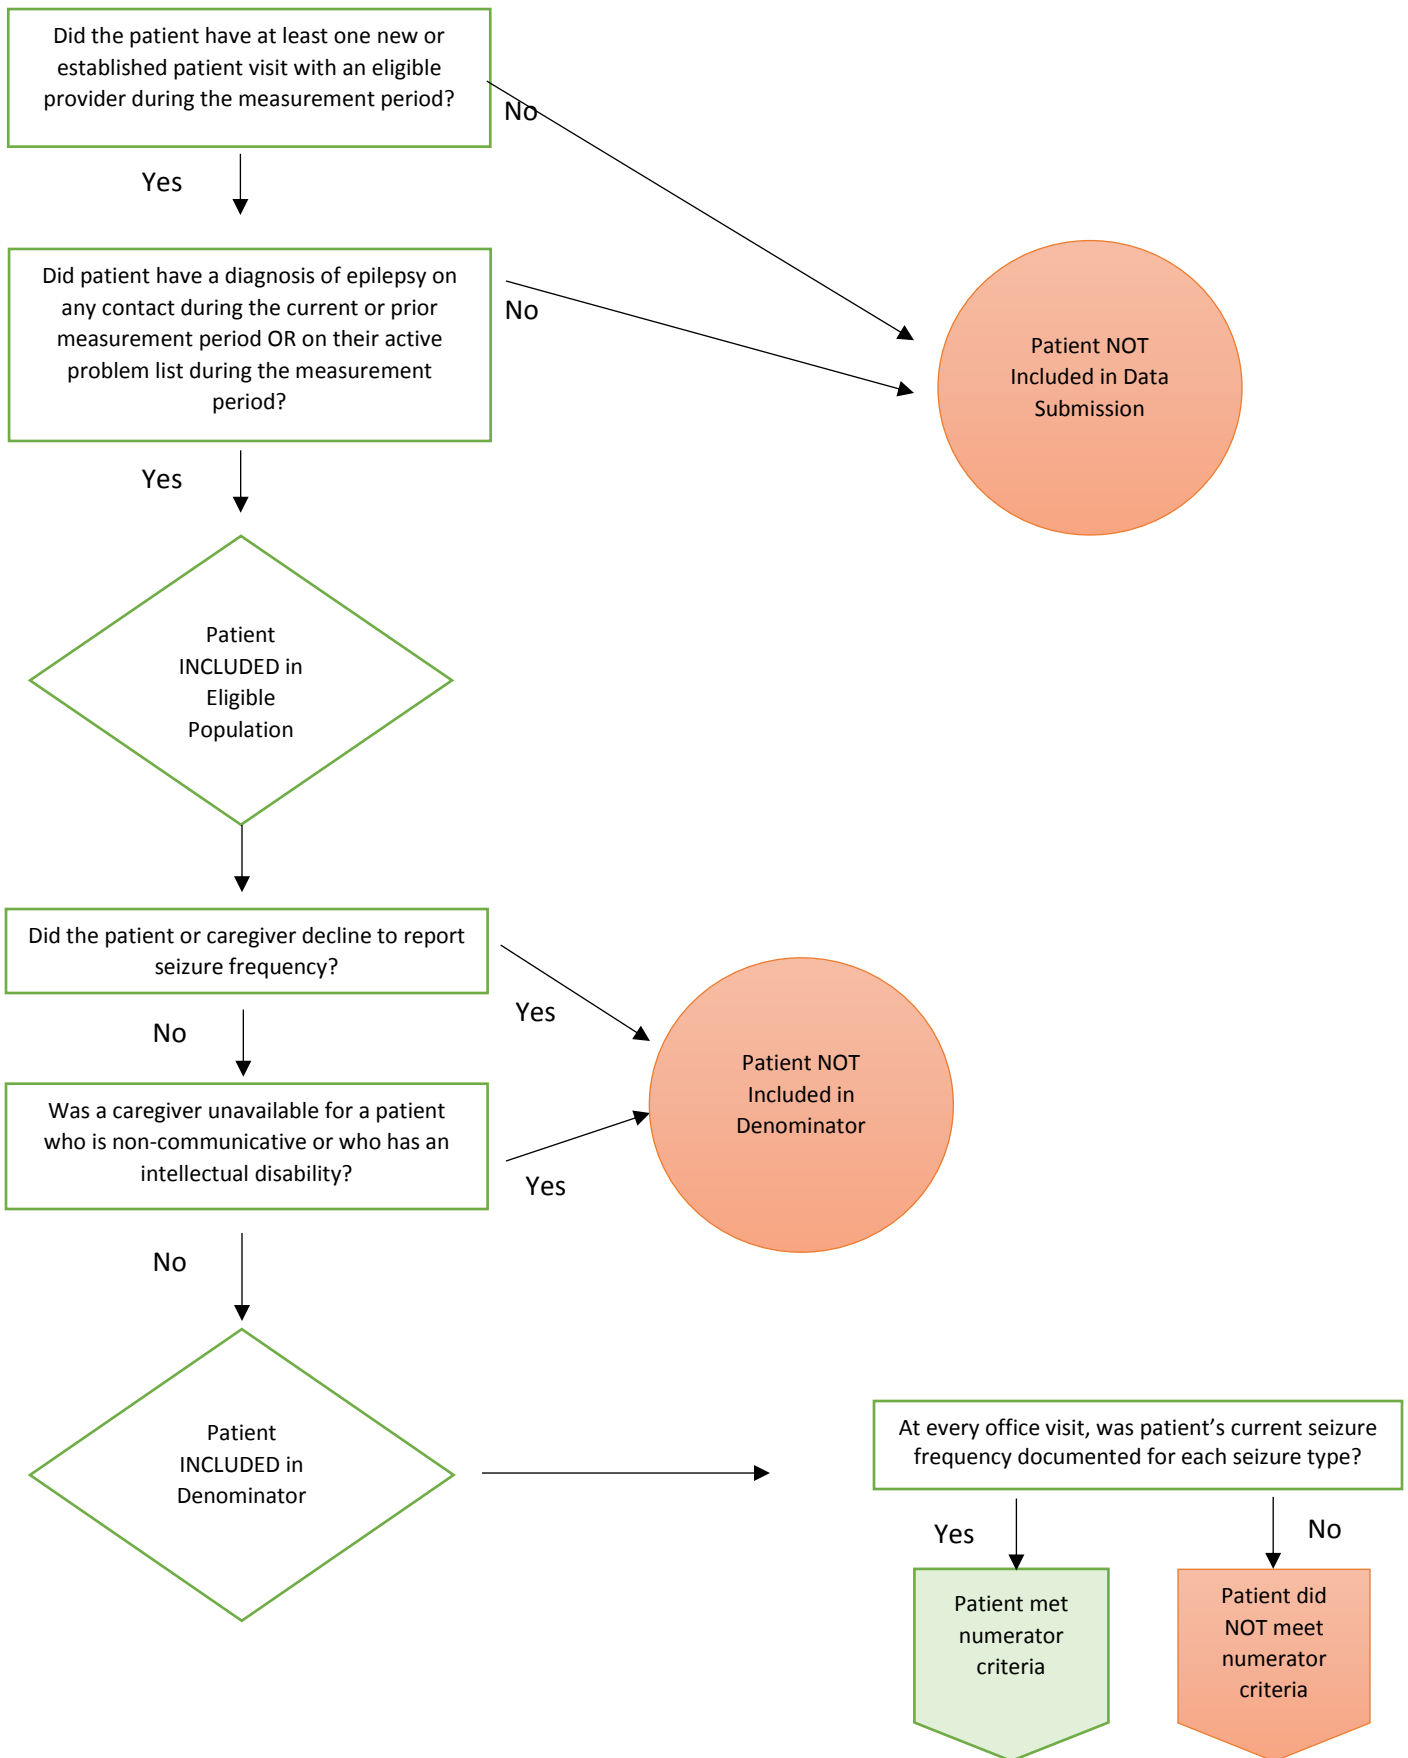 Did the patient have at least one new or
established patient visit with an eligible
provider during the measurement period?
No
Yes
Did patient have a diagnosis of epilepsy on
any contact during the current or prior
measurement period OR on their active
problem list during the measurement
period?
No
Patient NOT
Included in Data
Submission
Yes
Patient
INCLUDED in
Eligible
Population
Did the patient or caregiver decline to report
seizure frequency?
Yes
No
Patient NOT
Included in
Denominator
Was a caregiver unavailable for a patient
who is non-communicative or who has an
intellectual disability?
Yes
No
Patient
INCLUDED in
Denominator
At every office visit, was patient’s current seizure
frequency documented for each seizure type?
Yes
No
Patient met
numerator
criteria
Patient did
NOT meet
numerator
criteria